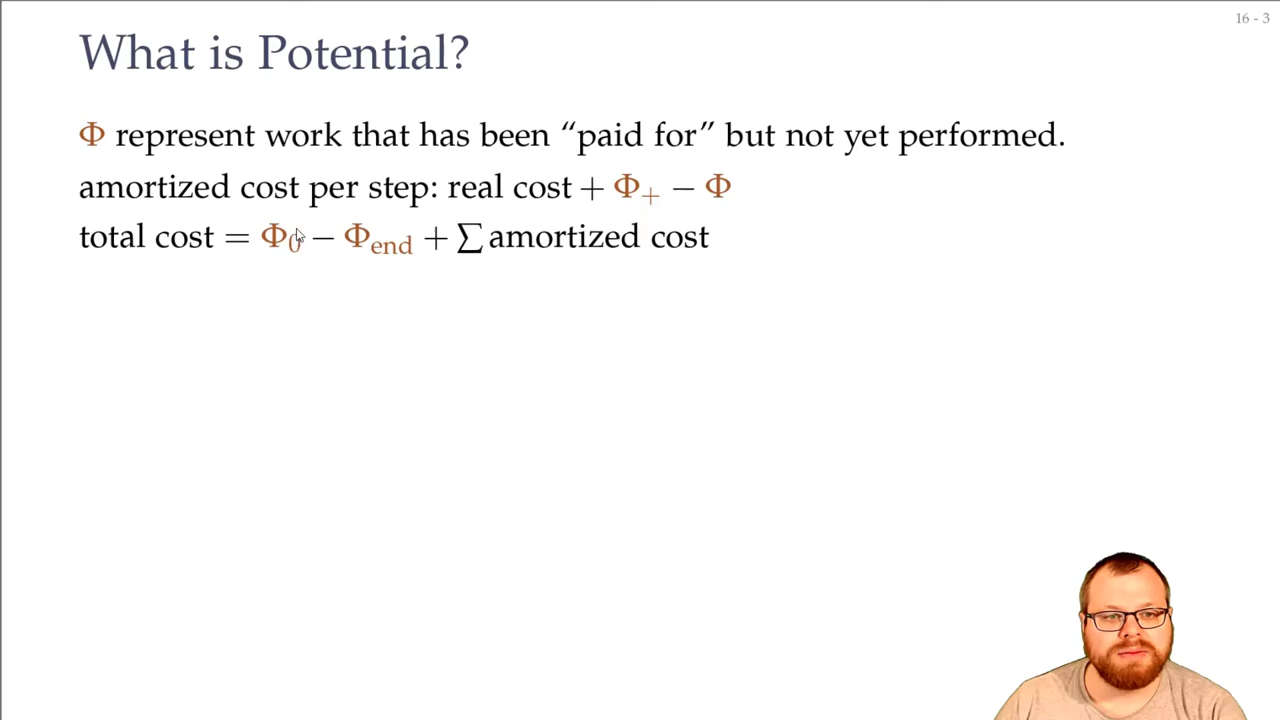 16 - 3
What is Potential?
Φ represent work that has been “paid for” but not yet performed.
amortized cost per step: real cost + Φ₊ − Φ
total cost = Φ₀ − Φ_end + ∑ amortized cost